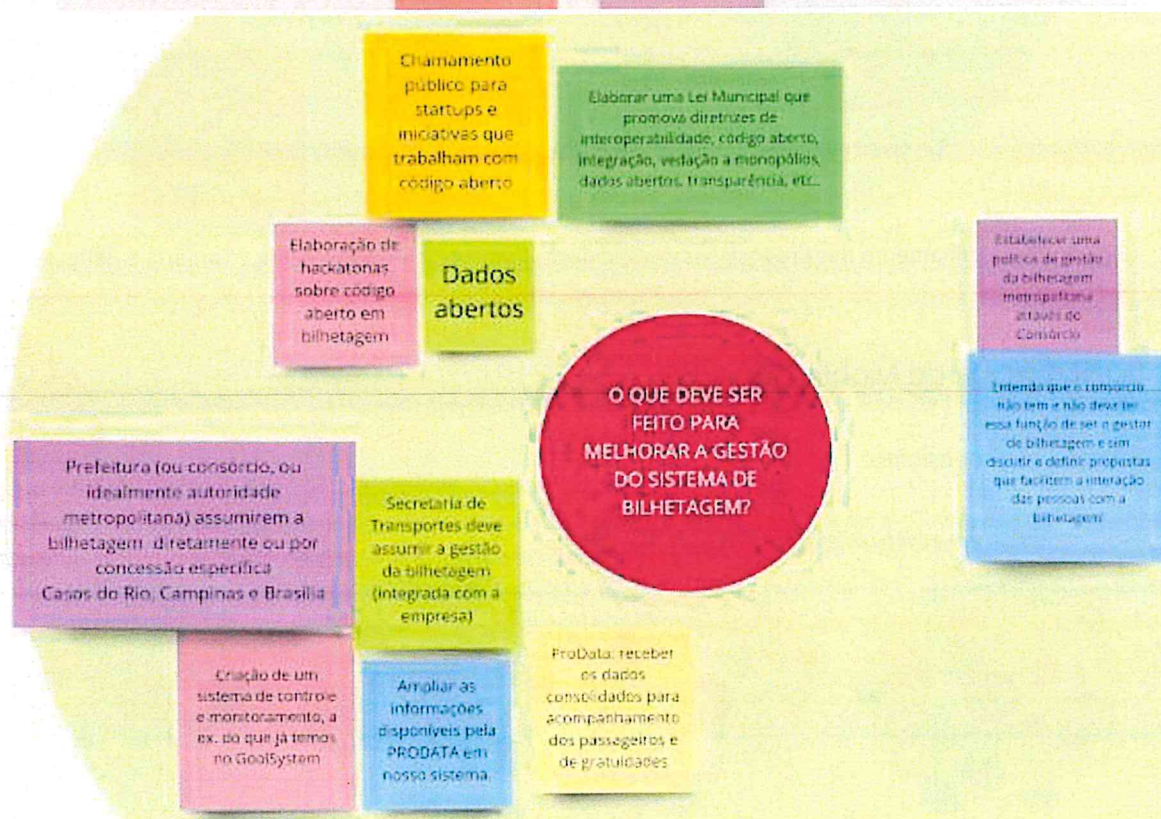 Chamamento
público para
startups e
iniciativas que
trabalham com
código aberto
Elaborar uma Lei Municipal que
promova diretrizes de
interoperabilidade, código aberto,
integração, vedação a monopólios,
dados abertos, transparência, etc..
Elaboração de
hackatonas
sobre código
aberto em
bilhetagem
Dados
abertos
Estabelecer uma
política de gestão
da bilhetagem
metropolitana
através do
Consórcio
O QUE DEVE SER
FEITO PARA
MELHORAR A GESTÃO
DO SISTEMA DE
BILHETAGEM?
Entendo que o consórcio
não tem e não deve ter
essa função de ser o gestor
de bilhetagem e sim
discutir e definir propostas
que facilitem a interação
das pessoas com a
bilhetagem
Prefeitura (ou consórcio, ou
idealmente autoridade
metropolitana) assumirem a
bilhetagem diretamente ou por
concessão específica
Casos do Rio, Campinas e Brasília
Secretaria de
Transportes deve
assumir a gestão
da bilhetagem
(integrada com a
empresa)
Criação de um
sistema de controle
e monitoramento, a
ex. do que já temos
no GoolSystem
Ampliar as
informações
disponíveis pela
PRODATA em
nosso sistema.
ProData: receber
os dados
consolidados para
acompanhamento
dos passageiros e
de gratuidades